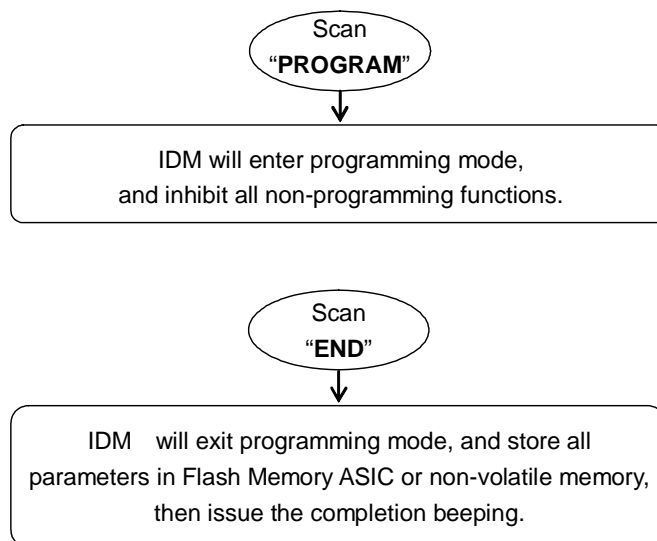 Scan
“PROGRAM”
IDM will enter programming mode,
and inhibit all non-programming functions.
Scan
“END”
IDM will exit programming mode, and store all
parameters in Flash Memory ASIC or non-volatile memory,
then issue the completion beeping.